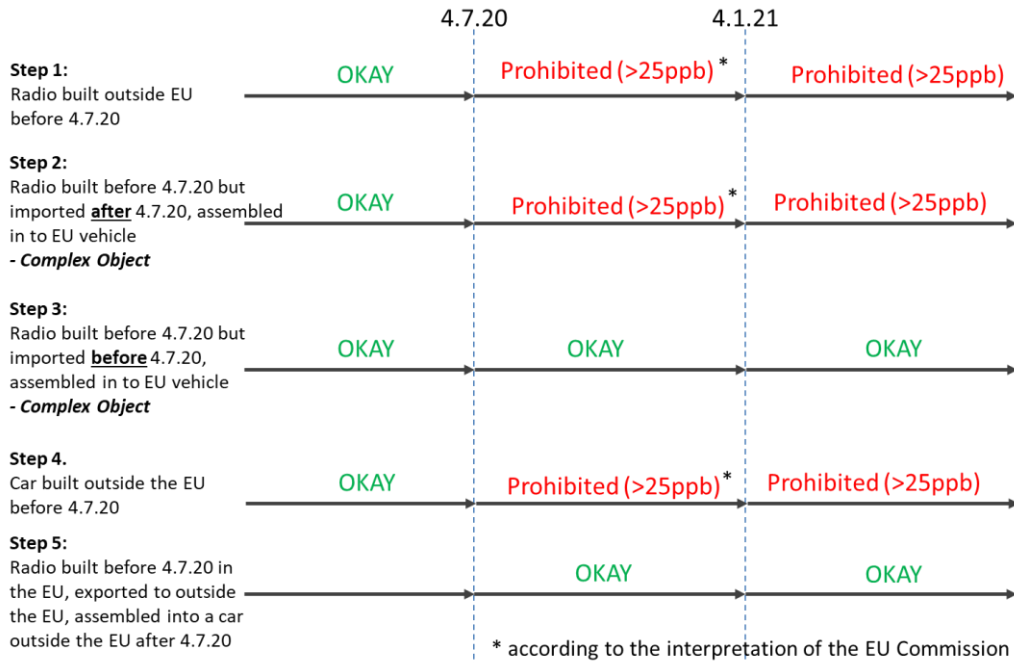 4.7.20 4.1.21
Step 1:
Radio built outside EU
before 4.7.20
OKAY Prohibited (>25ppb) * Prohibited (>25ppb)
Step 2:
Radio built before 4.7.20 but
imported after 4.7.20, assembled
in to EU vehicle
- Complex Object
OKAY Prohibited (>25ppb) * Prohibited (>25ppb)
Step 3:
Radio built before 4.7.20 but
imported before 4.7.20,
assembled in to EU vehicle
- Complex Object
OKAY OKAY OKAY
Step 4.
Car built outside the EU
before 4.7.20
OKAY Prohibited (>25ppb) * Prohibited (>25ppb)
Step 5:
Radio built before 4.7.20 in
the EU, exported to outside
the EU, assembled into a car
outside the EU after 4.7.20
OKAY OKAY
* according to the interpretation of the EU Commission